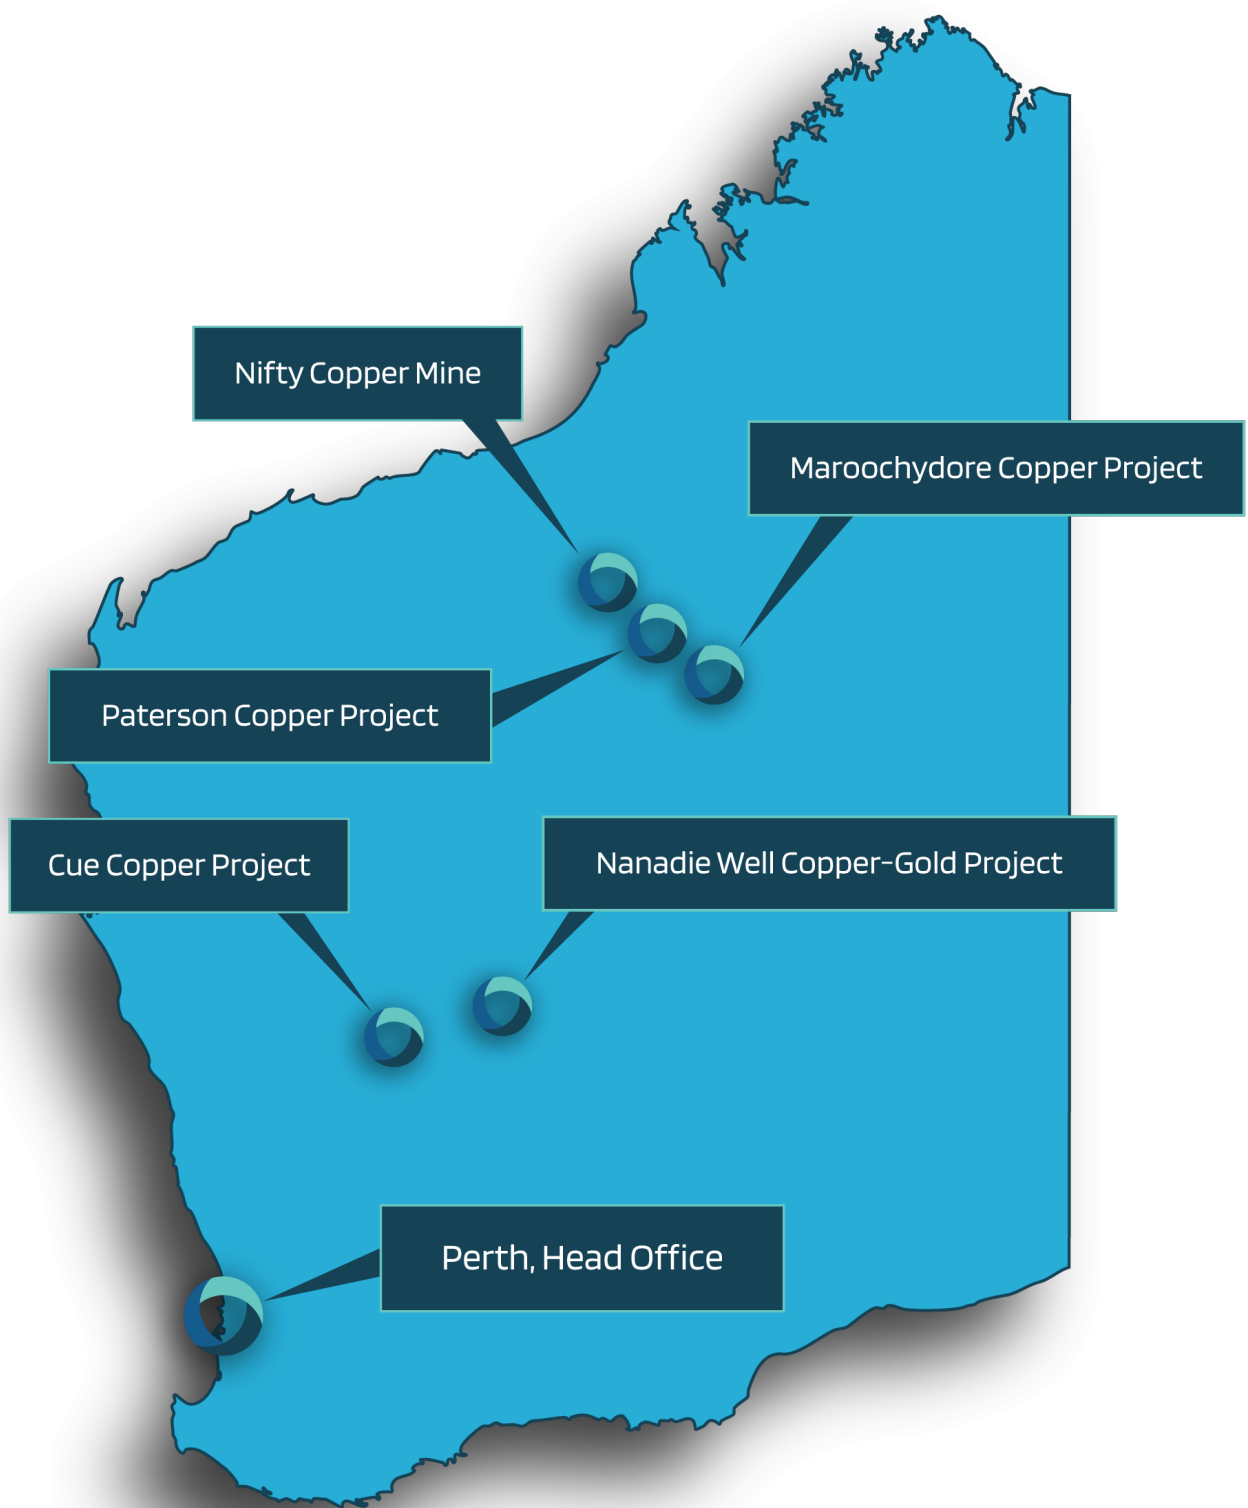 Nifty Copper Mine
Maroochydore Copper Project
Paterson Copper Project
Cue Copper Project
Nanadie Well Copper-Gold Project
Perth, Head Office